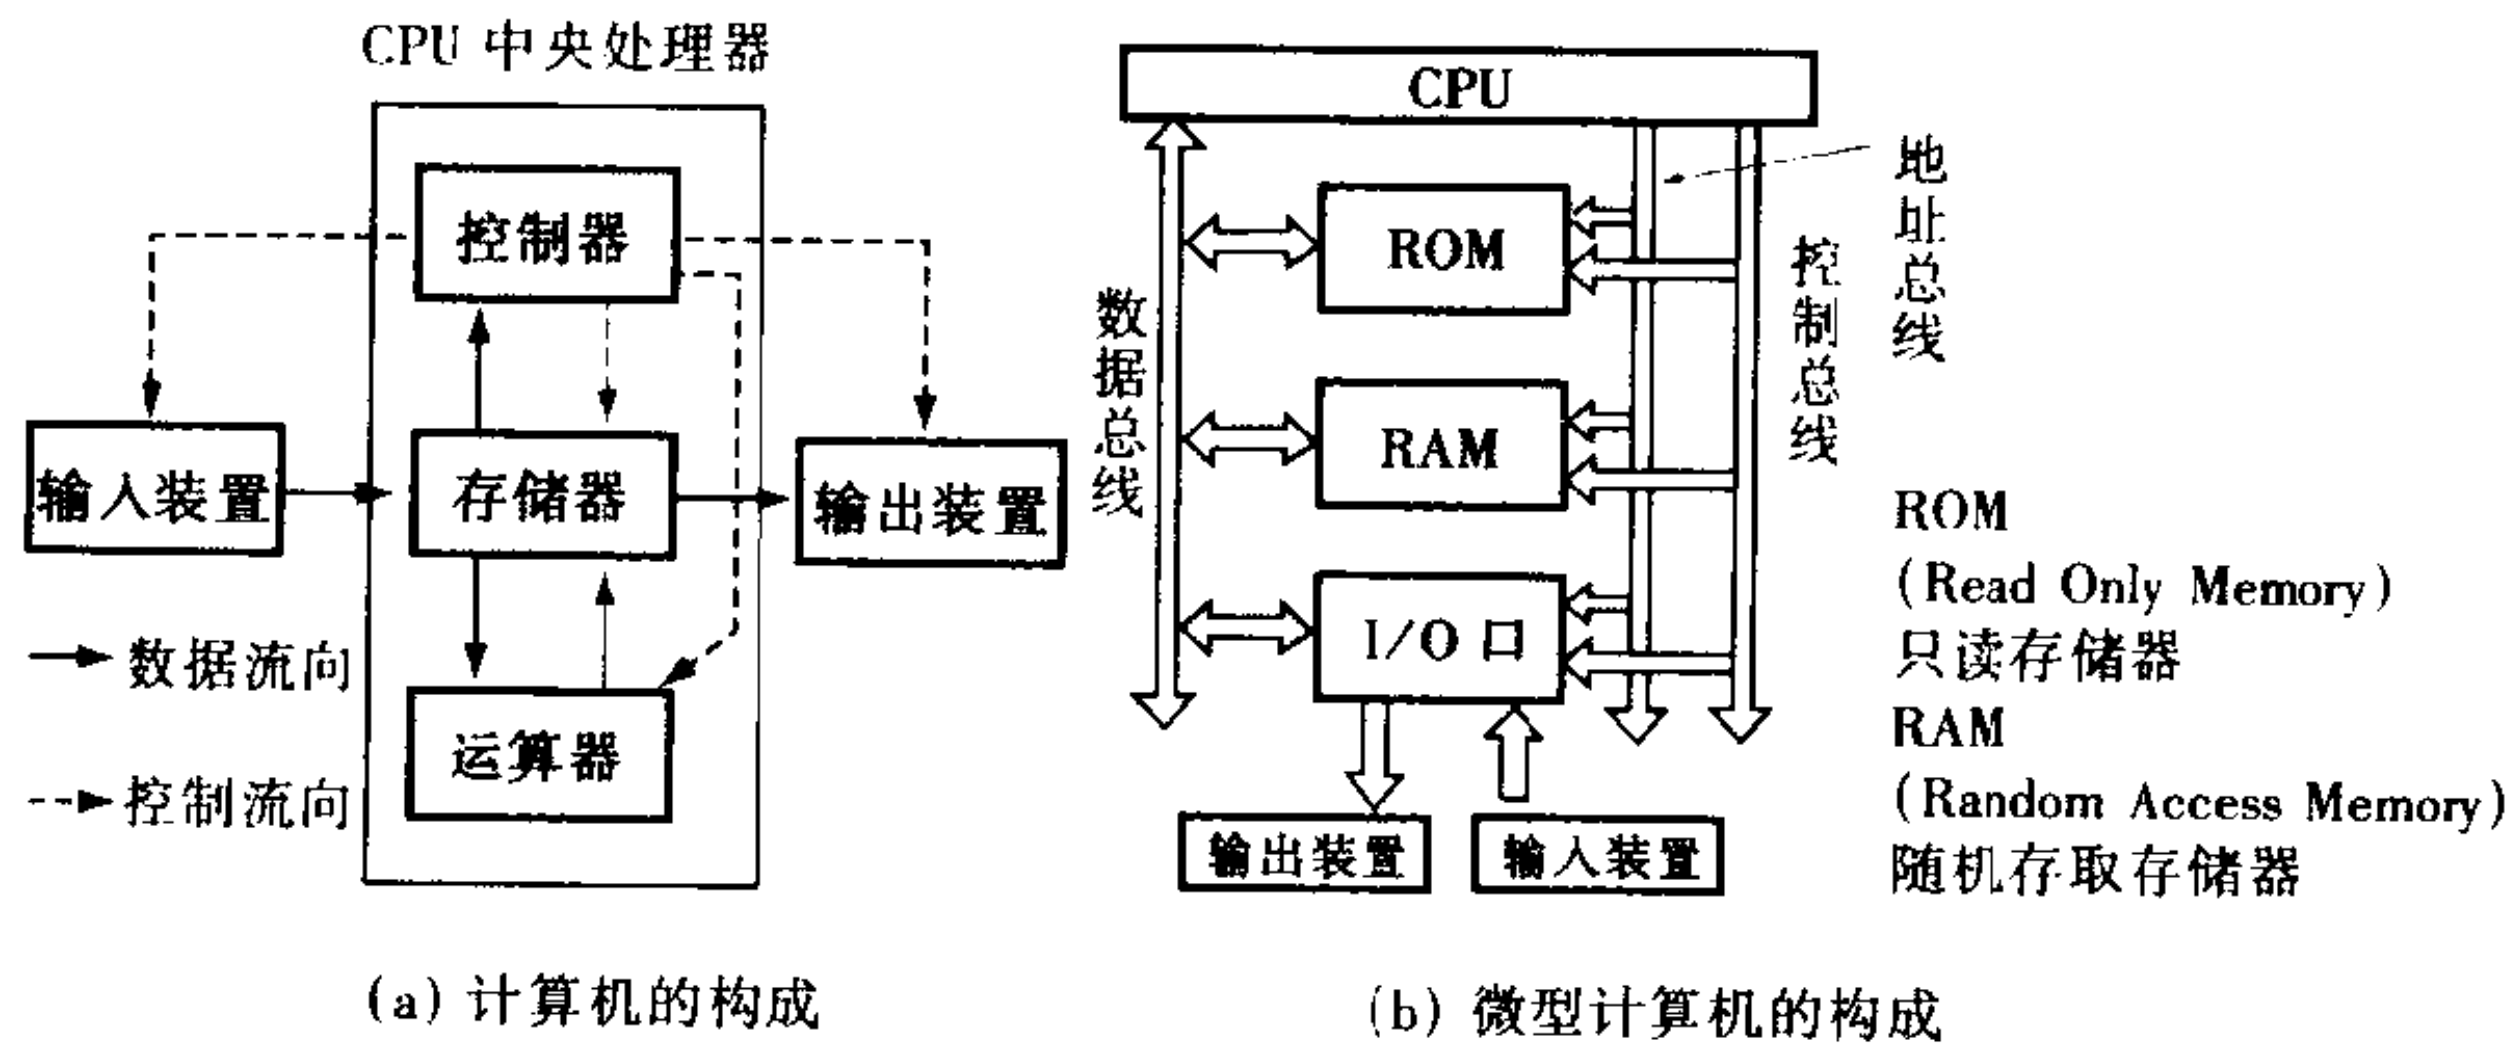 CPU 中央处理器
控制器
输入装置
存储器
输出装置
数据流向
运算器
控制流向
(a) 计算机的构成
CPU
地址总线
ROM
控制总线
数据总线
RAM
I/O 口
输出装置
输入装置
ROM
(Read Only Memory)
只读存储器
RAM
(Random Access Memory)
随机存取存储器
(b) 微型计算机的构成